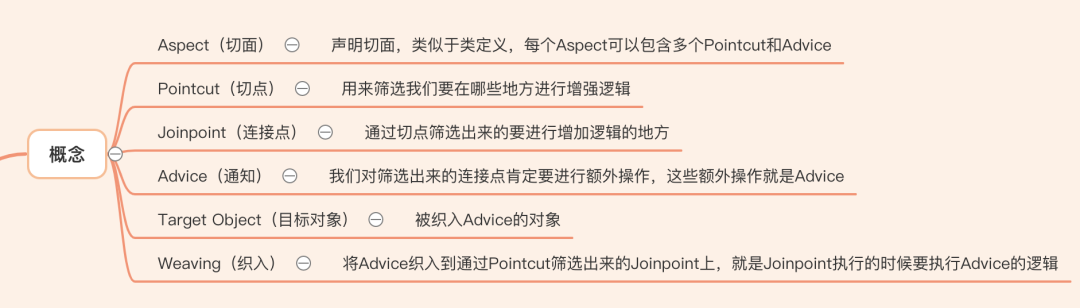 概念
Aspect（切面） 声明切面，类似于类定义，每个Aspect可以包含多个Pointcut和Advice
Pointcut（切点） 用来筛选我们要在哪些地方进行增强逻辑
Joinpoint（连接点） 通过切点筛选出来的要进行增加逻辑的地方
Advice（通知） 我们对筛选出来的连接点肯定要进行额外操作，这些额外操作就是Advice
Target Object（目标对象） 被织入Advice的对象
Weaving（织入） 将Advice织入到通过Pointcut筛选出来的Joinpoint上，就是Joinpoint执行的时候要执行Advice的逻辑